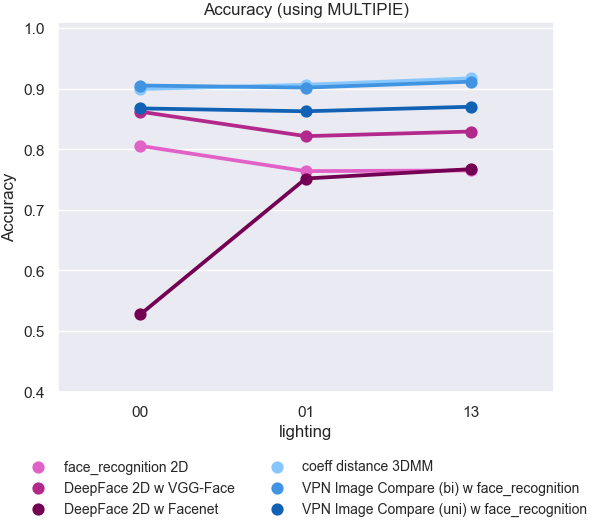 Accuracy (using MULTIPIE)
1.0
0.9
0.8
0.7
0.6
0.5
0.4
Accuracy
00 01 13
lighting
face_recognition 2D
DeepFace 2D w VGG-Face
DeepFace 2D w Facenet
coeff distance 3DMM
VPN Image Compare (bi) w face_recognition
VPN Image Compare (uni) w face_recognition